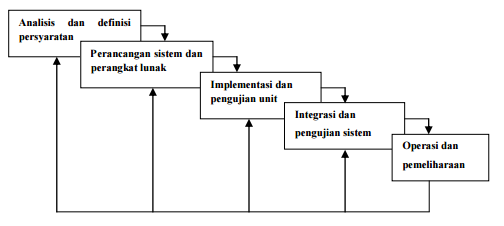 Analisis dan definisi
persyaratan
Perancangan sistem dan
perangkat lunak
Implementasi dan
pengujian unit
Integrasi dan
pengujian sistem
Operasi dan
pemeliharaan